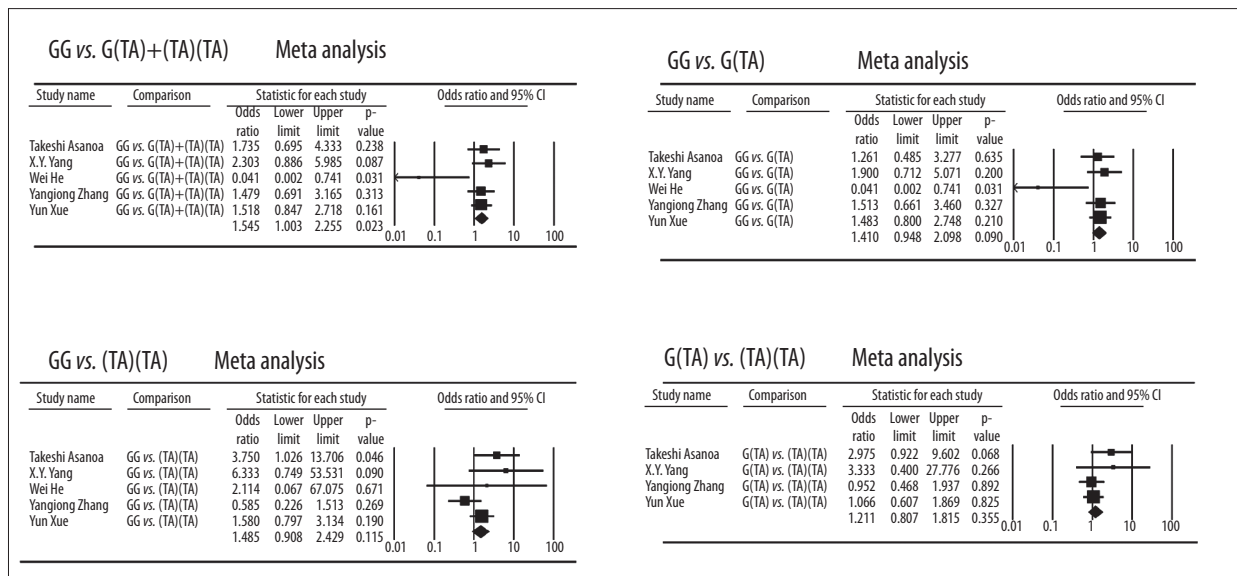 GG vs. G(TA)+(TA)(TA) Meta analysis
Study name Comparison Statistic for each study Odds ratio and 95% CI
Odds Lower Upper p-
ratio limit limit value
Takeshi Asanoa GG vs. G(TA)+(TA)(TA) 1.735 0.695 4.333 0.238
X.Y. Yang GG vs. G(TA)+(TA)(TA) 2.303 0.886 5.985 0.087
Wei He GG vs. G(TA)+(TA)(TA) 0.041 0.002 0.741 0.031
Yangiong Zhang GG vs. G(TA)+(TA)(TA) 1.479 0.691 3.165 0.313
Yun Xue GG vs. G(TA)+(TA)(TA) 1.518 0.847 2.718 0.161
1.545 1.003 2.255 0.023
0.01 0.1 1 10 100
GG vs. G(TA) Meta analysis
Study name Comparison Statistic for each study Odds ratio and 95% CI
Odds Lower Upper p-
ratio limit limit value
Takeshi Asanoa GG vs. G(TA) 1.261 0.485 3.277 0.635
X.Y. Yang GG vs. G(TA) 1.900 0.712 5.071 0.200
Wei He GG vs. G(TA) 0.041 0.002 0.741 0.031
Yangiong Zhang GG vs. G(TA) 1.513 0.661 3.460 0.327
Yun Xue GG vs. G(TA) 1.483 0.800 2.748 0.210
1.410 0.948 2.098 0.090
0.01 0.1 1 10 100
GG vs. (TA)(TA) Meta analysis
Study name Comparison Statistic for each study Odds ratio and 95% CI
Odds Lower Upper p-
ratio limit limit value
Takeshi Asanoa GG vs. (TA)(TA) 3.750 1.026 13.706 0.046
X.Y. Yang GG vs. (TA)(TA) 6.333 0.749 53.531 0.090
Wei He GG vs. (TA)(TA) 2.114 0.067 67.075 0.671
Yangiong Zhang GG vs. (TA)(TA) 0.585 0.226 1.513 0.269
Yun Xue GG vs. (TA)(TA) 1.580 0.797 3.134 0.190
1.485 0.908 2.429 0.115
0.01 0.1 1 10 100
G(TA) vs. (TA)(TA) Meta analysis
Study name Comparison Statistic for each study Odds ratio and 95% CI
Odds Lower Upper p-
ratio limit limit value
Takeshi Asanoa G(TA) vs. (TA)(TA) 2.975 0.922 9.602 0.068
X.Y. Yang G(TA) vs. (TA)(TA) 3.333 0.400 27.776 0.266
Yangiong Zhang G(TA) vs. (TA)(TA) 0.952 0.468 1.937 0.892
Yun Xue G(TA) vs. (TA)(TA) 1.066 0.607 1.869 0.825
1.211 0.807 1.815 0.355
0.01 0.1 1 10 100